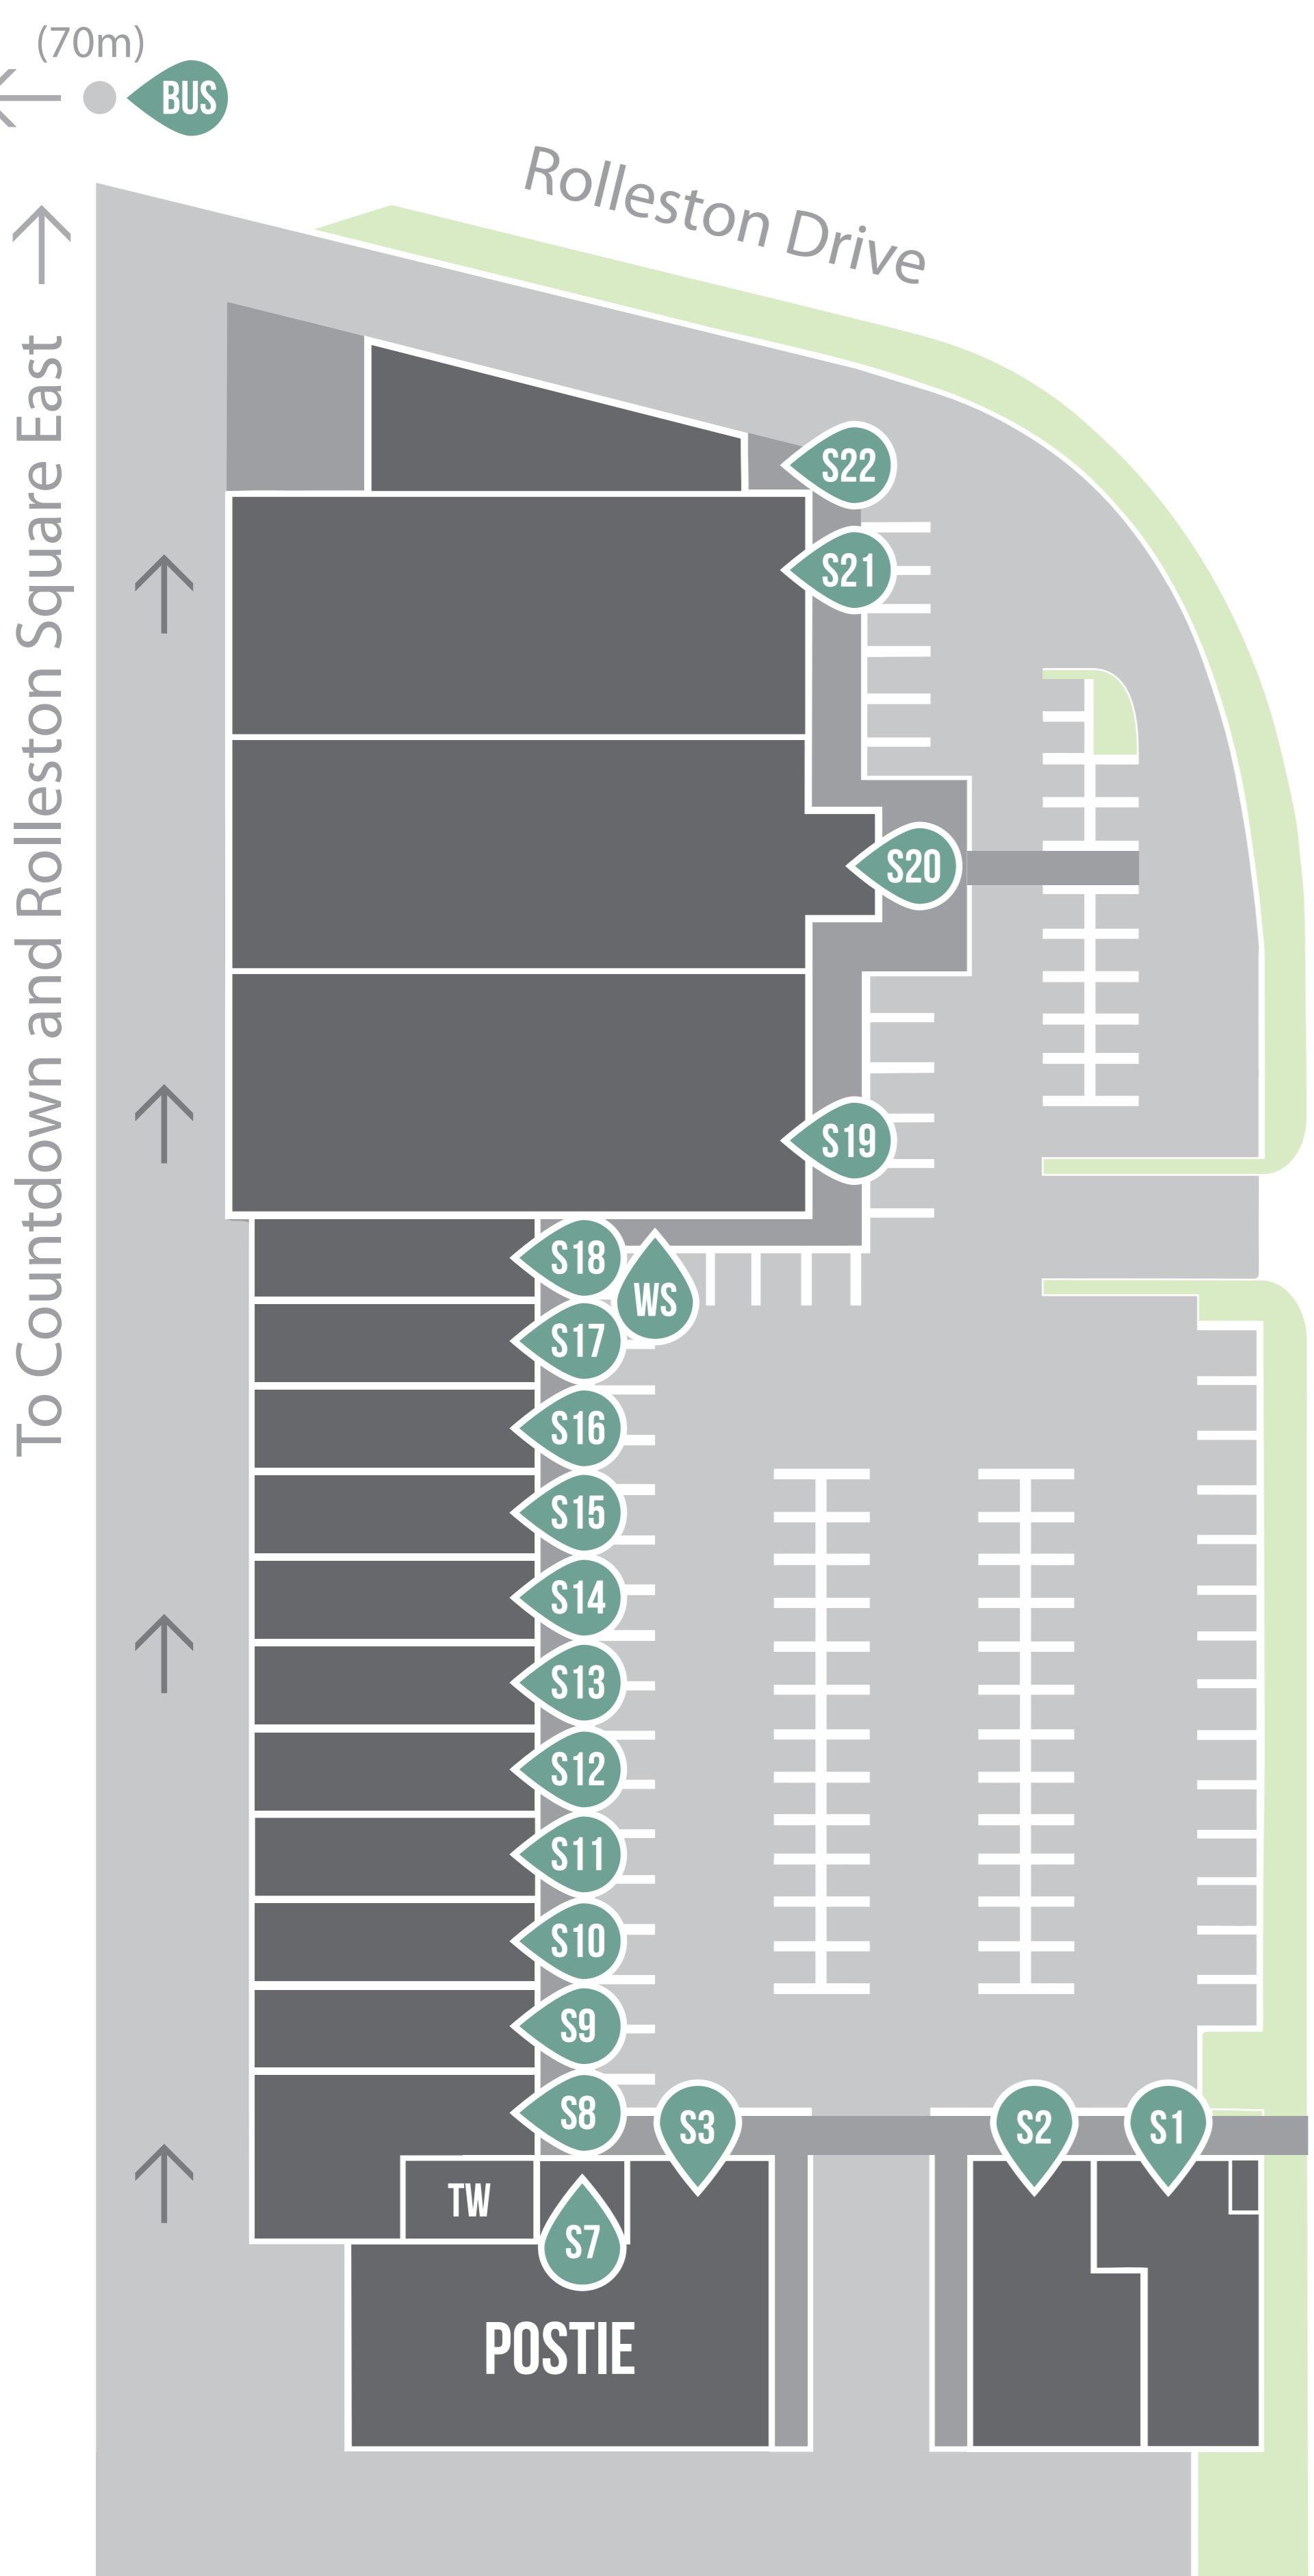 (70m)
BUS
Rolleston Drive
To Countdown and Rolleston Square East
S22
S21
S20
S19
S18
WS
S17
S16
S15
S14
S13
S12
S11
S10
S9
S8
S3
S2
S1
TW
S7
POSTIE